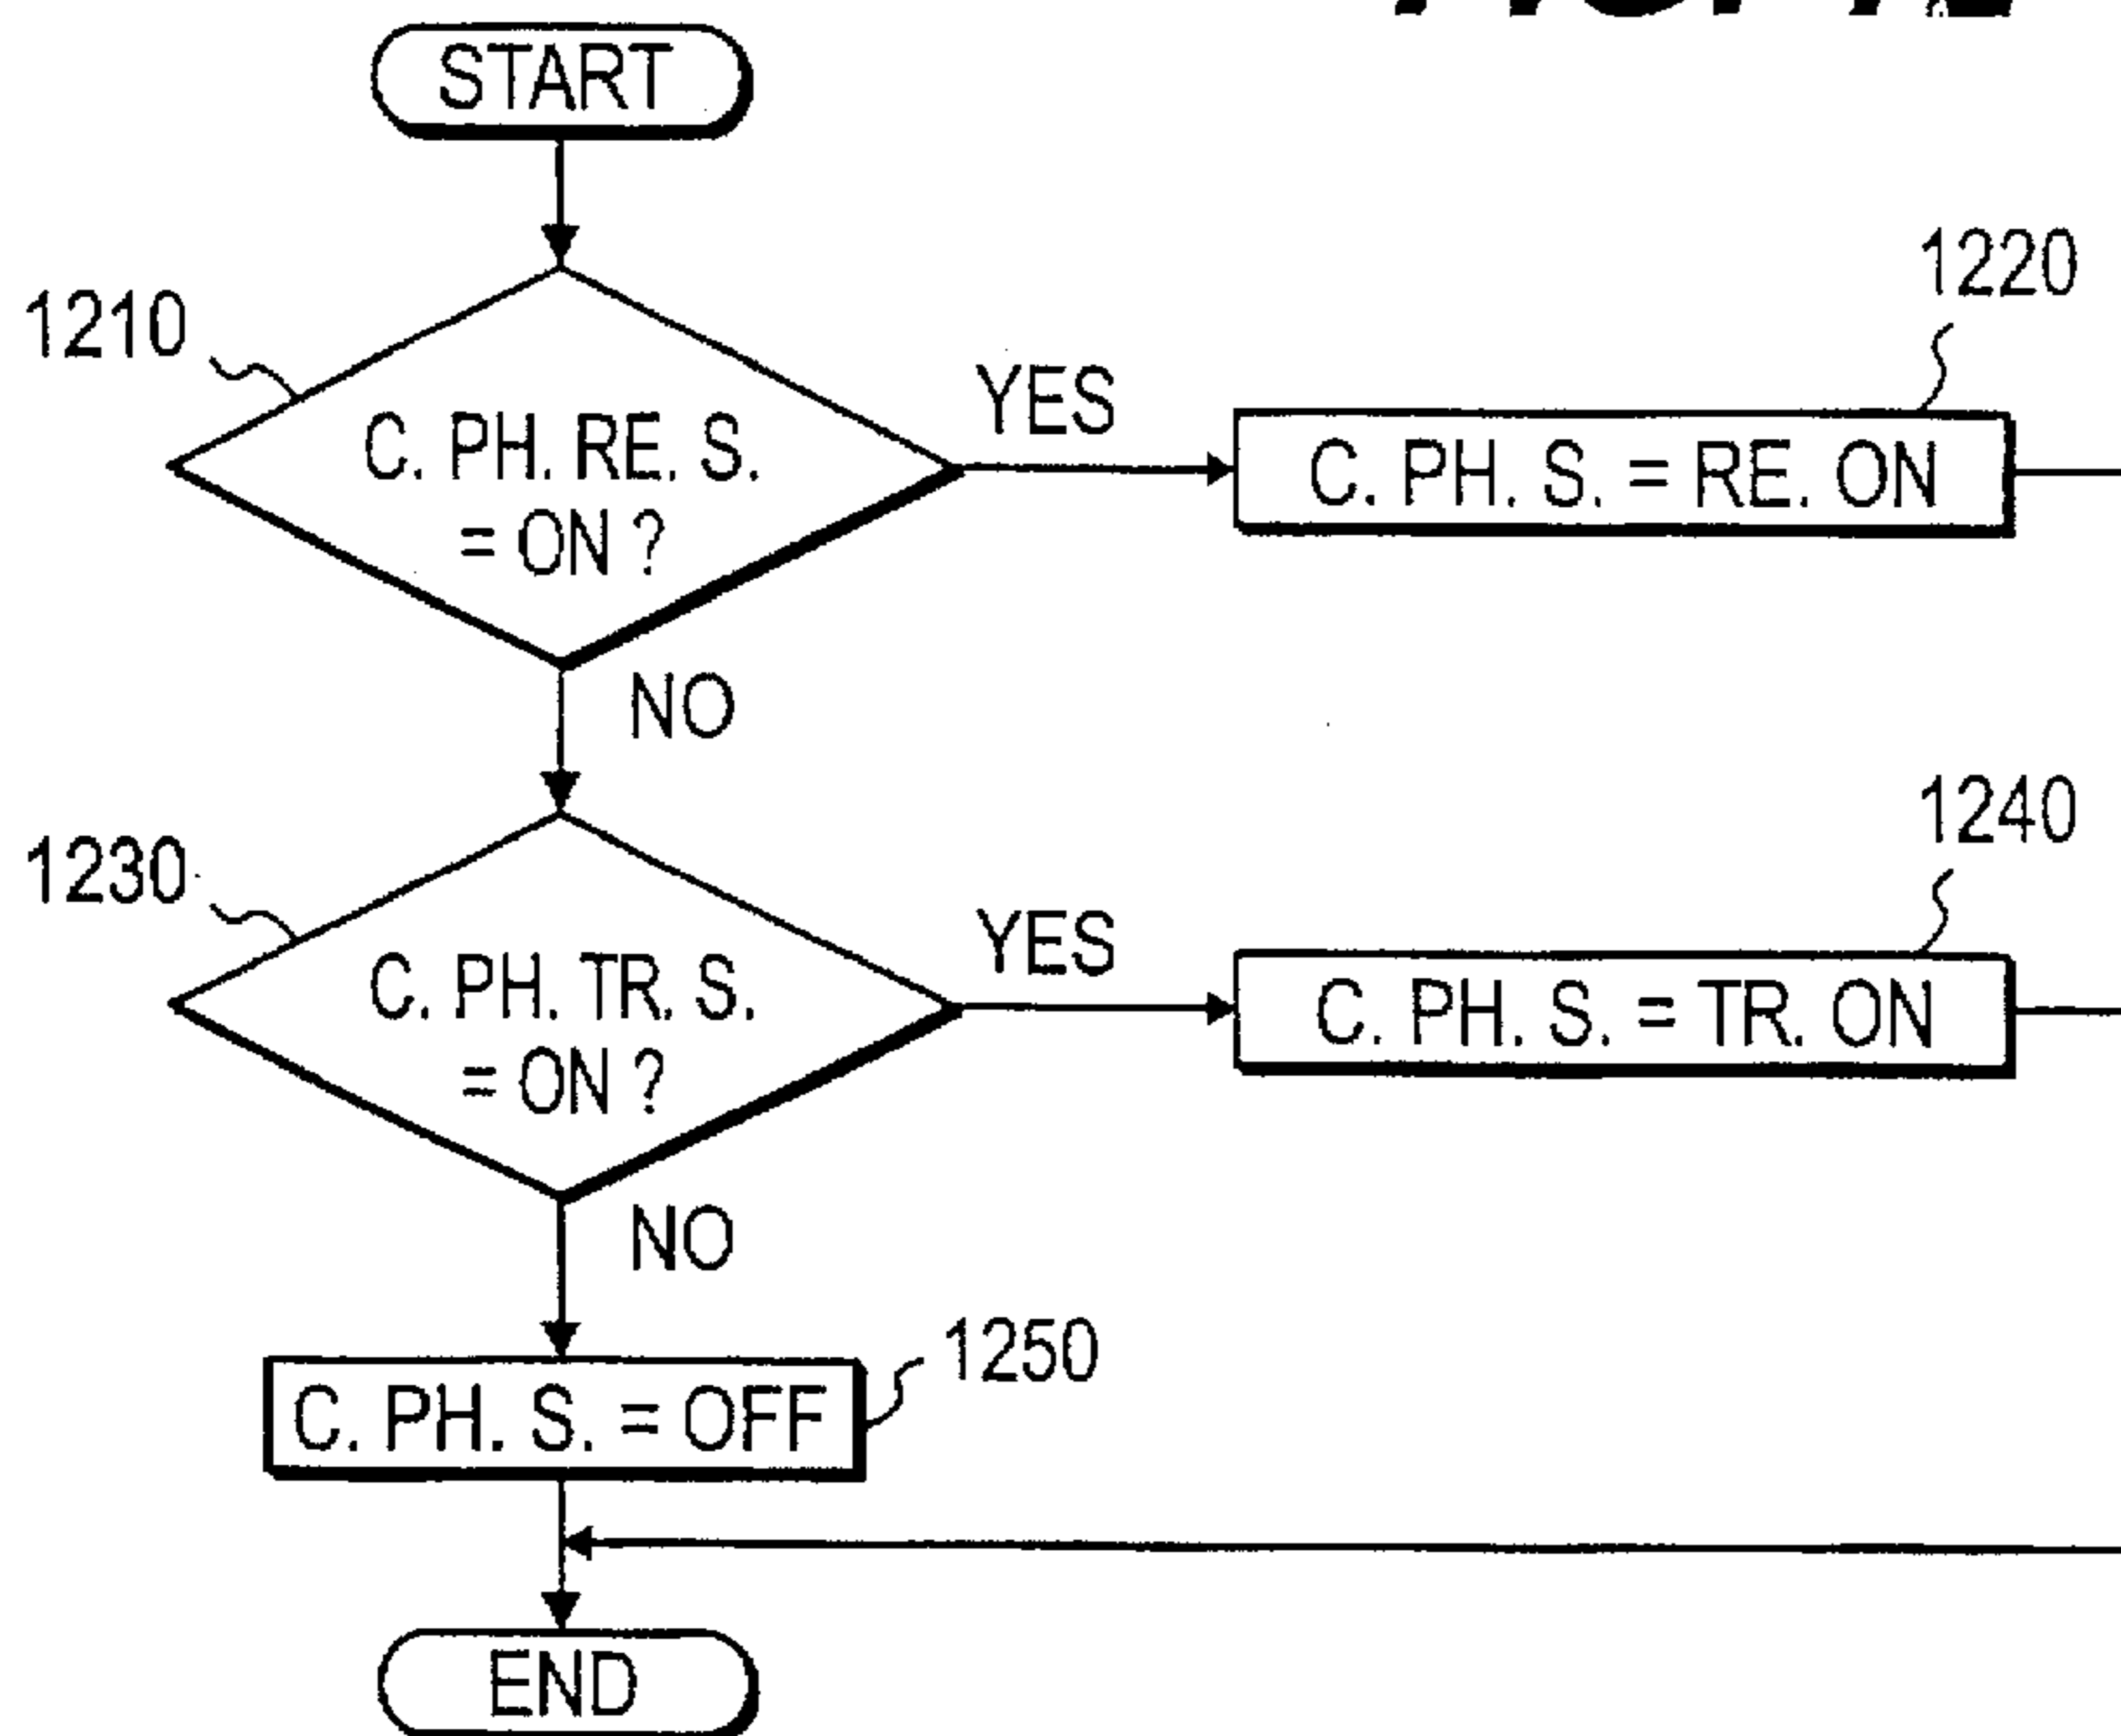 START
1210
C. PH. RE. S.
= ON ?
YES
1220
C. PH. S. = RE. ON
NO
1230
C. PH. TR. S.
= ON ?
YES
1240
C. PH. S. = TR. ON
NO
C. PH. S. = OFF
1250
END